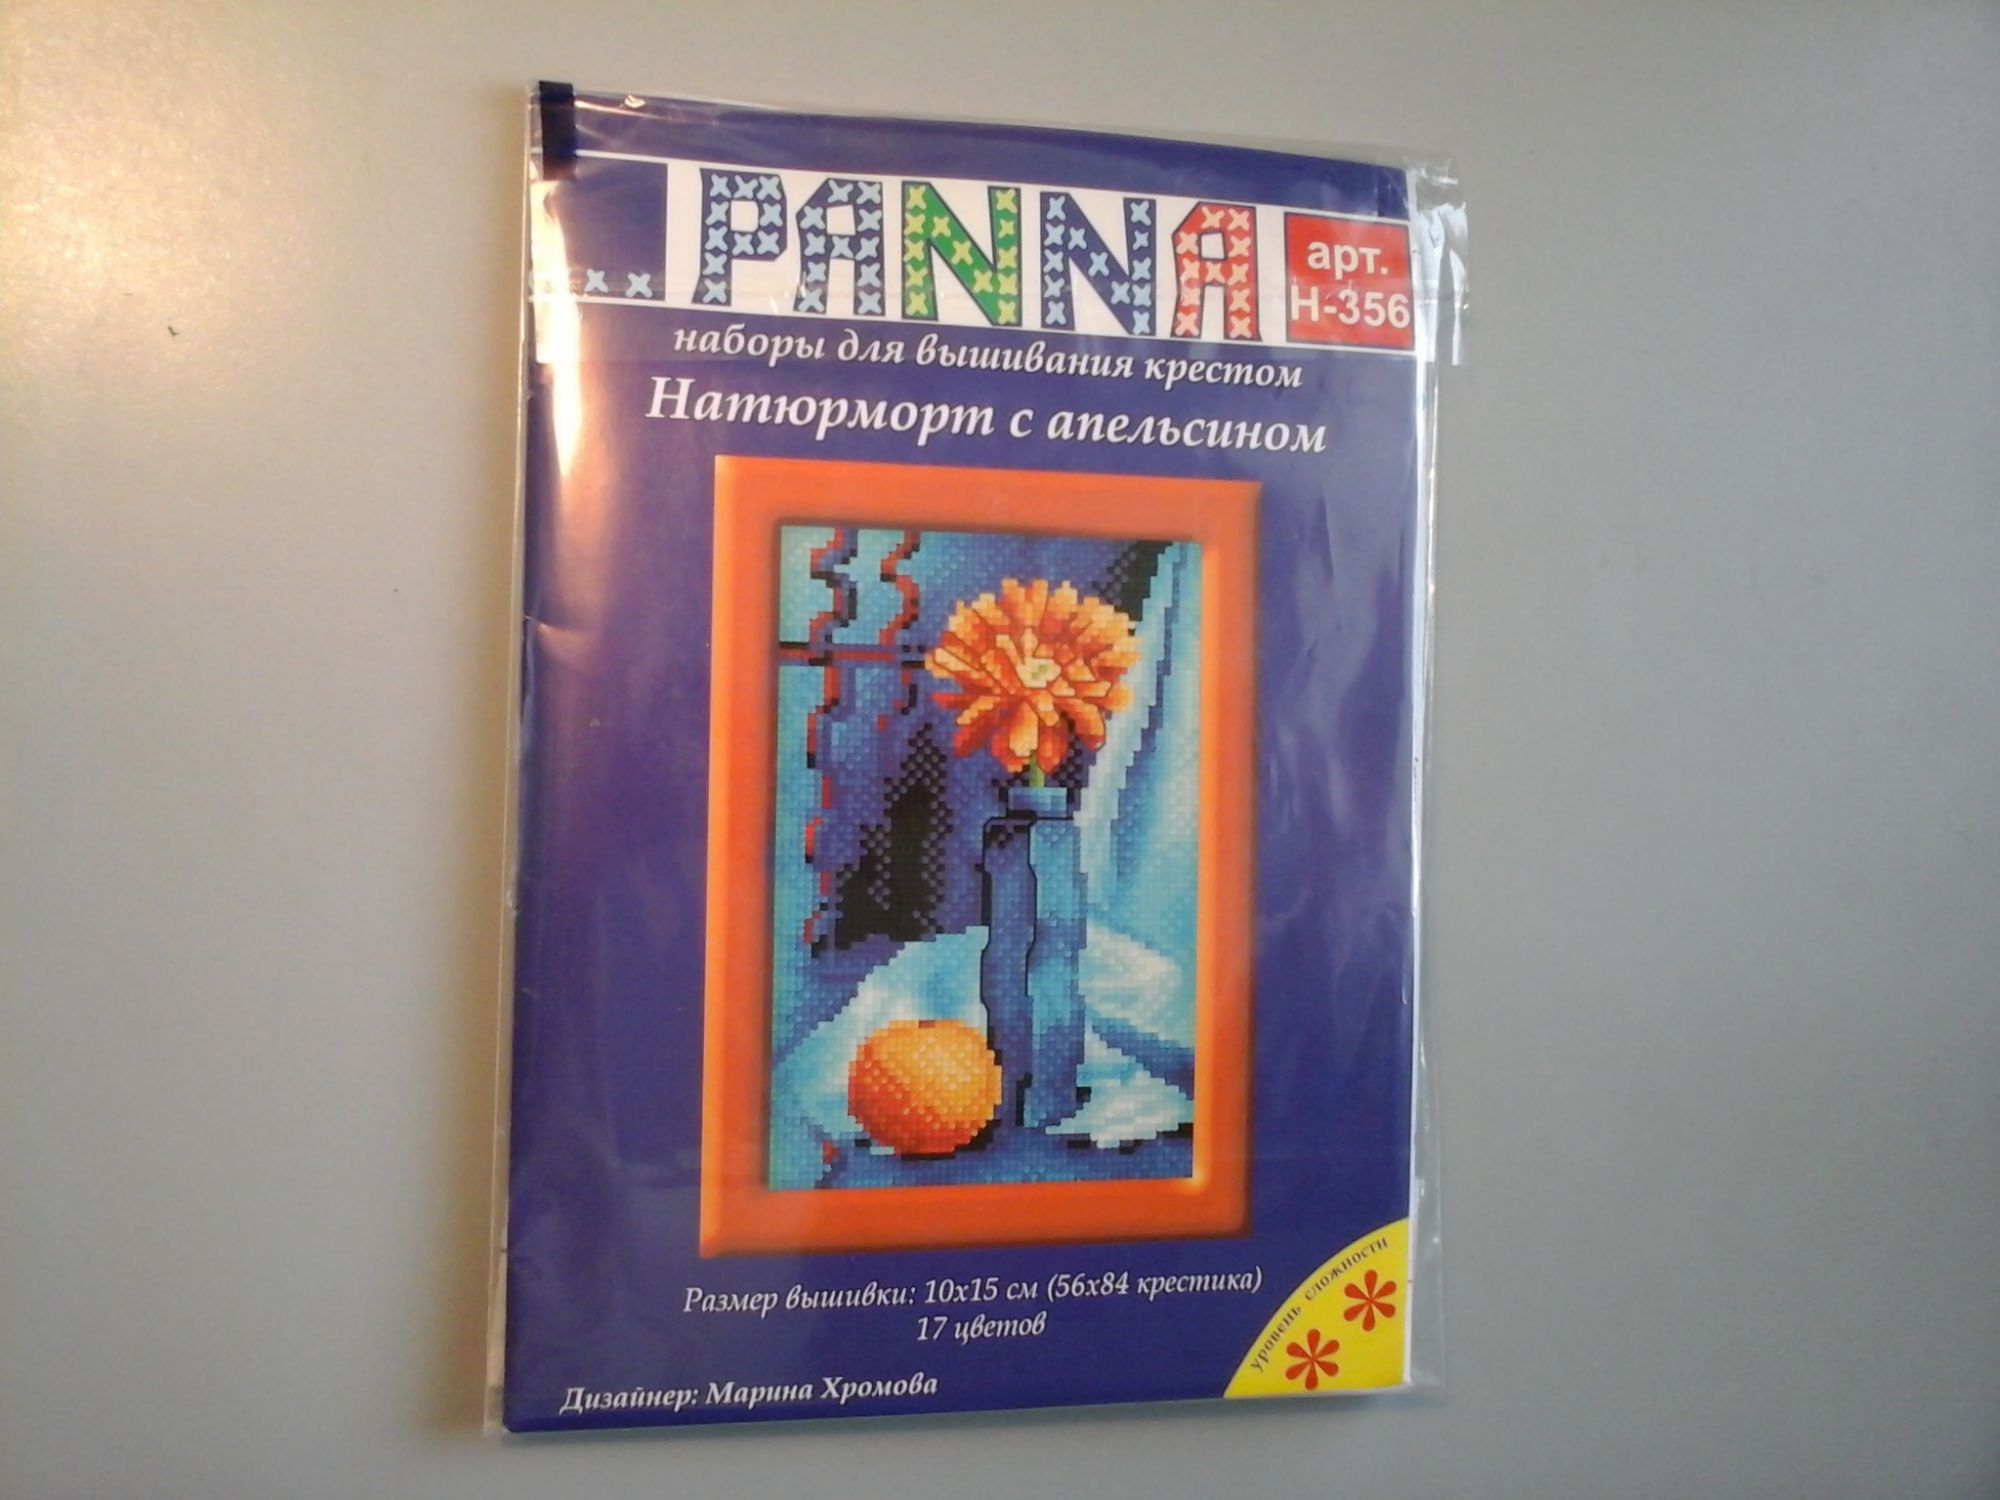 PANNA
арт.
Н-356
наборы для вышивания крестом
Натюрморт с апельсином
Размер вышивки: 10х15 см (56х84 крестика)
17 цветов
уровень сложности
Дизайнер: Марина Хромова